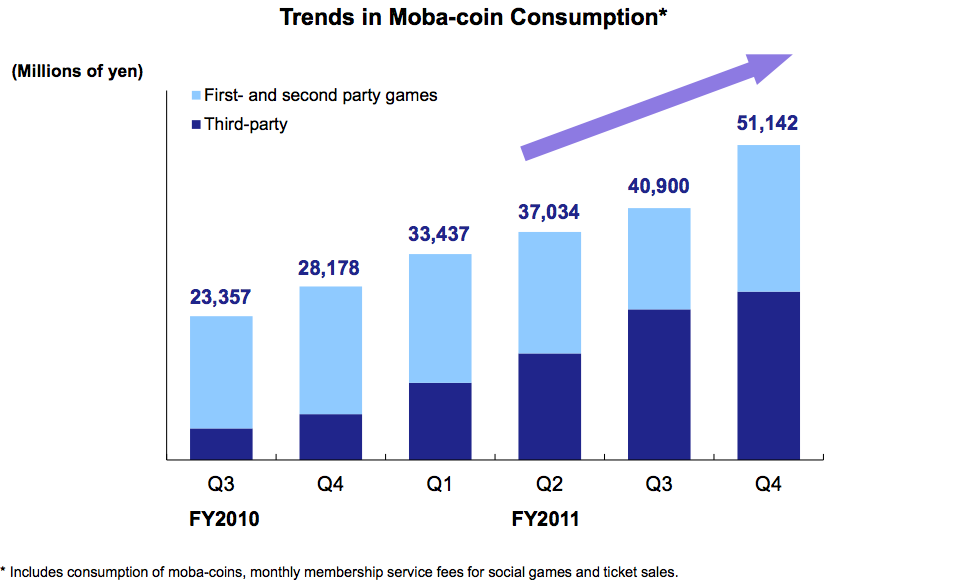 Trends in Moba-coin Consumption*
(Millions of yen)
First- and second party games
Third-party
23,357
28,178
33,437
37,034
40,900
51,142
Q3
Q4
Q1
Q2
Q3
Q4
FY2010
FY2011
* Includes consumption of moba-coins, monthly membership service fees for social games and ticket sales.